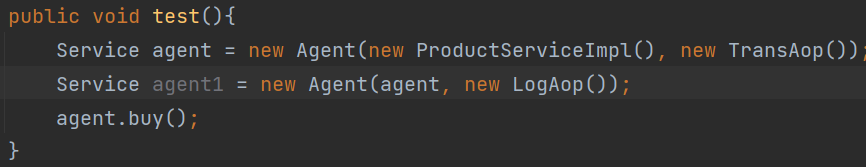 public void test(){
    Service agent = new Agent(new ProductServiceImpl(), new TransAop());
    Service agent1 = new Agent(agent, new LogAop());
    agent.buy();
}